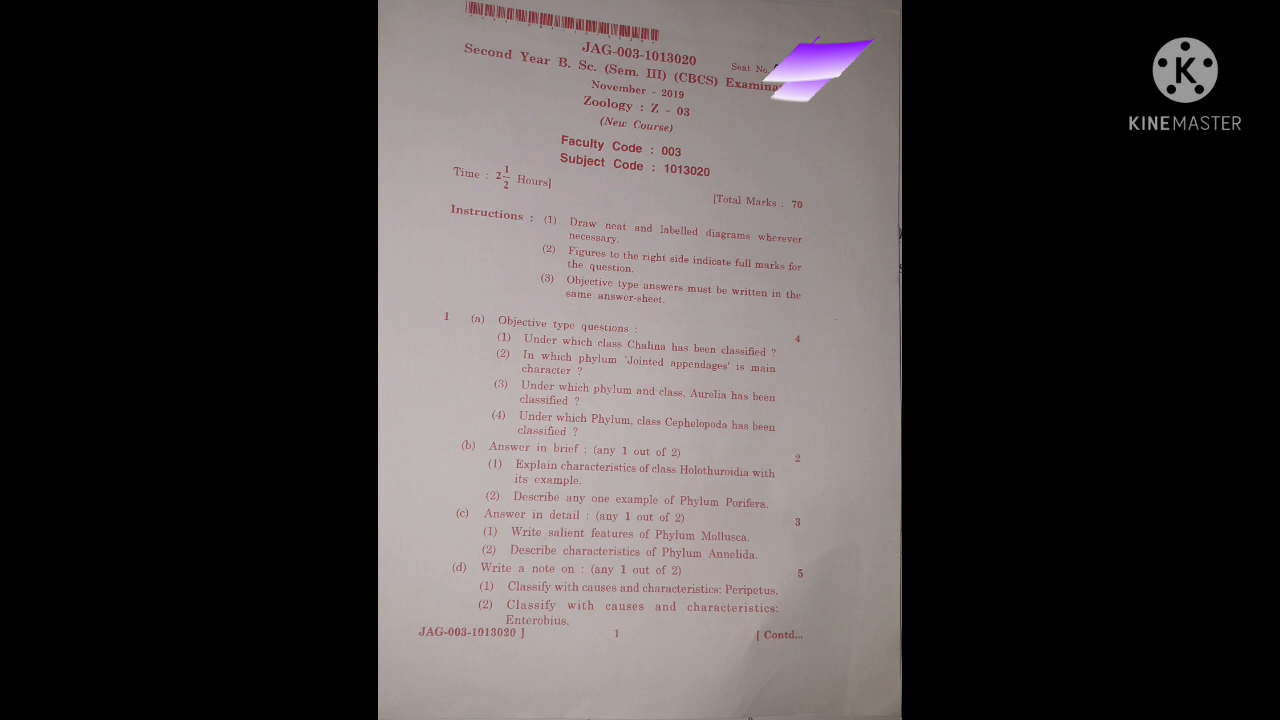 JAG-003-1013020
Seat No.
Second Year B. Sc. (Sem. III) (CBCS)
November - 2019
Zoology : Z - 03
(New Course)
Faculty Code : 003
Subject Code : 1013020
Time : 2 1/2 Hours]
[Total Marks : 70
Instructions : (1) Draw neat and labelled diagrams wherever
necessary.
(2) Figures to the right side indicate full marks for
the question.
(3) Objective type answers must be written in the
same answer-sheet.
1 (a) Objective type questions : 4
(1) Under which class Chalina has been classified ?
(2) In which phylum 'Jointed appendages' is main
character ?
(3) Under which phylum and class, Aurelia has been
classified ?
(4) Under which Phylum, class Cephelopoda has been
classified ?
(b) Answer in brief : (any 1 out of 2) 2
(1) Explain characteristics of class Holothuroidia with
its example.
(2) Describe any one example of Phylum Porifera.
(c) Answer in detail : (any 1 out of 2) 3
(1) Write salient features of Phylum Mollusca.
(2) Describe characteristics of Phylum Annelida.
(d) Write a note on : (any 1 out of 2) 5
(1) Classify with causes and characteristics: Peripetus.
(2) Classify with causes and characteristics:
Enterobius.
JAG-003-1013020 ] 1 [ Contd...
K
KINEMASTER